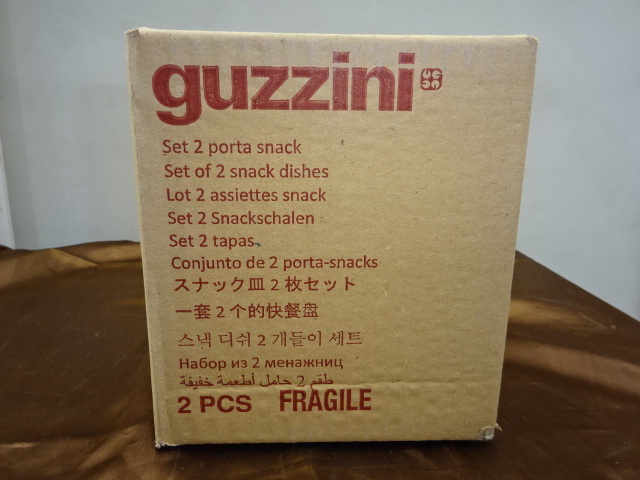 guzzini
Set 2 porta snack
Set of 2 snack dishes
Lot 2 assiettes snack
Set 2 Snackschalen
Set 2 tapas
Conjunto de 2 porta-snacks
スナック皿 2 枚セット
一套 2 个的快餐盘
스낵 디쉬 2 개들이 세트
Набор из 2 менажниц
طقم 2 حامل أطعمة خفيفة
2 PCS FRAGILE